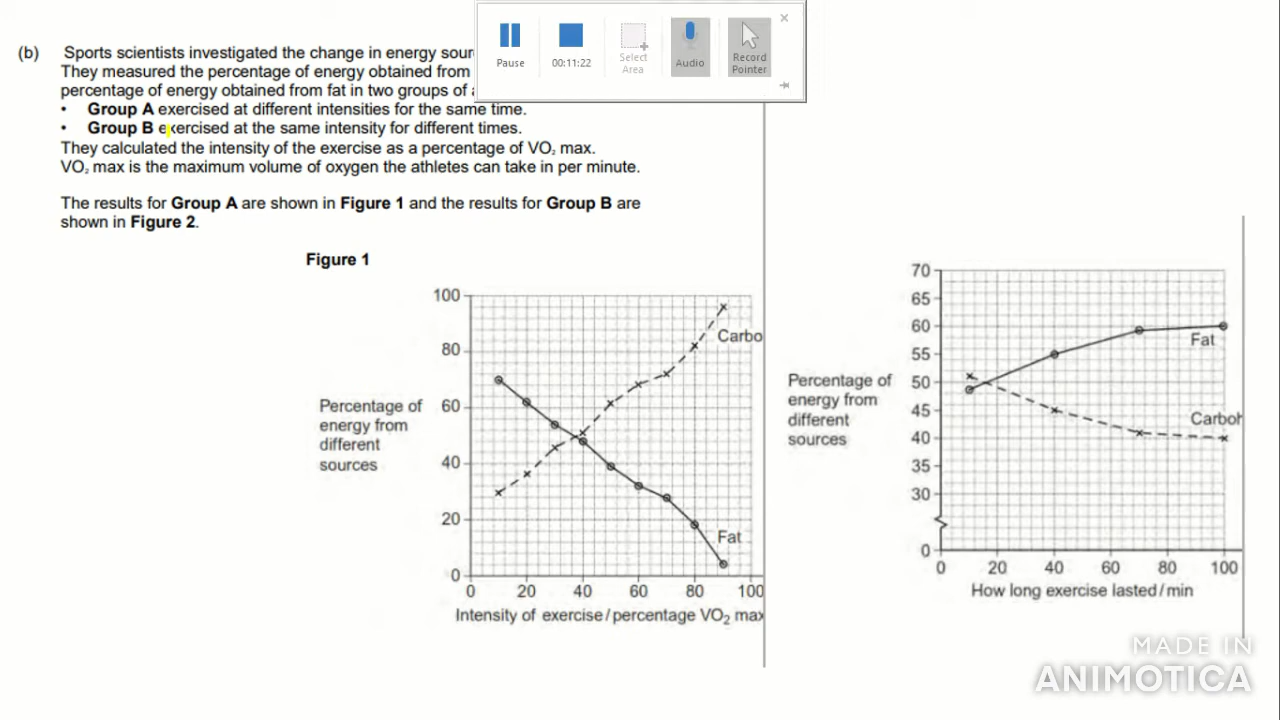 Pause
00:11:22
Select
Area
Audio
Record
Pointer
(b) Sports scientists investigated the change in energy
They measured the percentage of energy obtained from
percentage of energy obtained from fat in two groups of
• Group A exercised at different intensities for the same time.
• Group B exercised at the same intensity for different times.
They calculated the intensity of the exercise as a percentage of VO₂ max.
VO₂ max is the maximum volume of oxygen the athletes can take in per minute.
The results for Group A are shown in Figure 1 and the results for Group B are
shown in Figure 2.
Figure 1
100
80
60
40
20
0
Percentage of
energy from
different
sources
Carbo
Fat
0 20 40 60 80 100
Intensity of exercise / percentage VO₂ max
70
65
60
55
50
45
40
35
30
0
Percentage of
energy from
different
sources
Fat
Carboh
0 20 40 60 80 100
How long exercise lasted / min
MADE IN
ANIMOTICA